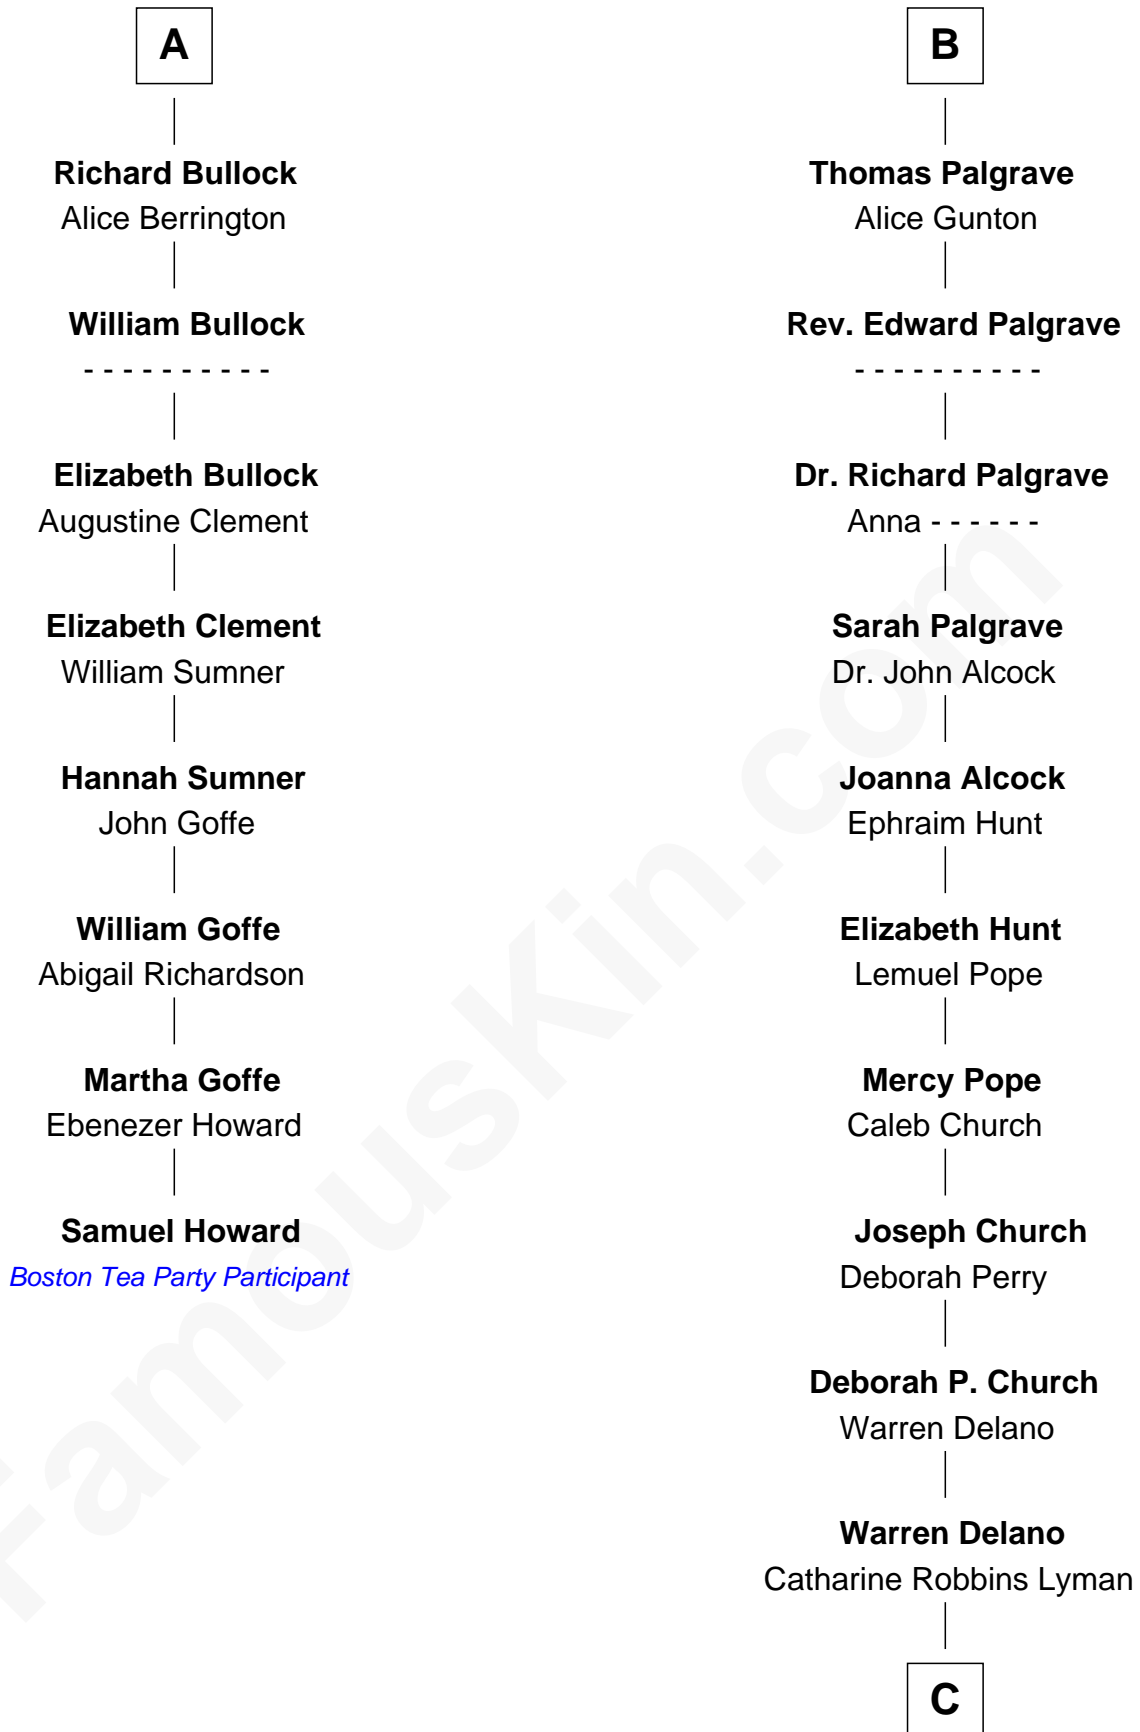 A
Richard Bullock
Alice Berrington
William Bullock
- - - - - - - - - -
Elizabeth Bullock
Augustine Clement
Elizabeth Clement
William Sumner
Hannah Sumner
John Goffe
William Goffe
Abigail Richardson
Martha Goffe
Ebenezer Howard
Samuel Howard
Boston Tea Party Participant
B
Thomas Palgrave
Alice Gunton
Rev. Edward Palgrave
- - - - - - - - - -
Dr. Richard Palgrave
Anna - - - - - -
Sarah Palgrave
Dr. John Alcock
Joanna Alcock
Ephraim Hunt
Elizabeth Hunt
Lemuel Pope
Mercy Pope
Caleb Church
Joseph Church
Deborah Perry
Deborah P. Church
Warren Delano
Warren Delano
Catharine Robbins Lyman
C
FamousKin.com